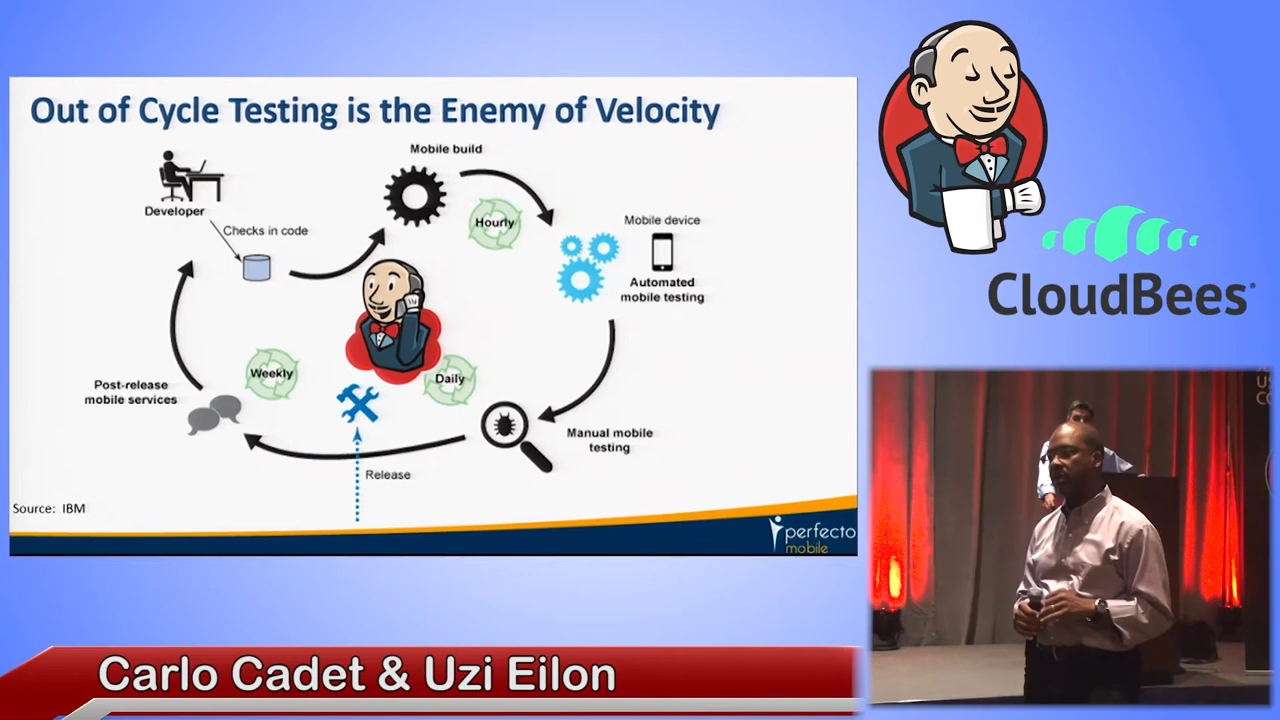 Out of Cycle Testing is the Enemy of Velocity
Mobile build
Developer
Checks in code
Hourly
Mobile device
Automated
mobile testing
Weekly
Daily
Post-release
mobile services
Manual mobile
testing
Release
Source: IBM
perfecto
mobile
CloudBees
US
CO
Carlo Cadet & Uzi Eilon